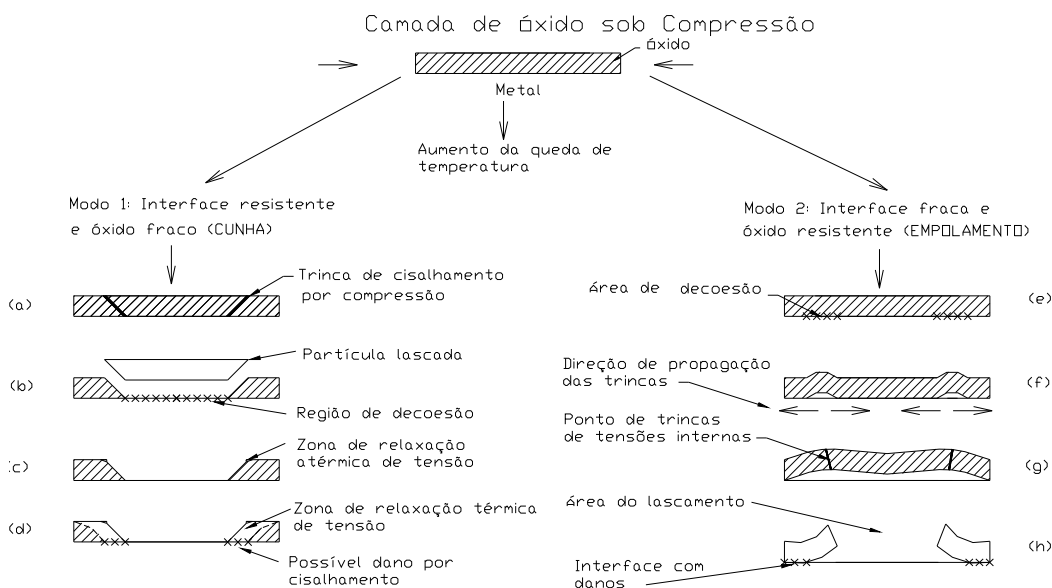 Camada de óxido sob Compressão
óxido
Metal
Aumento da queda de
temperatura
Modo 1: Interface resistente
e óxido fraco (CUNHA)
(a)
Trinca de cisalhamento
por compressão
(b)
Partícula lascada
Região de decoesão
(c)
Zona de relaxação
atérmica de tensão
(d)
Zona de relaxação térmica
de tensão
Possível dano por
cisalhamento
Modo 2: Interface fraca e
óxido resistente (EMPOLAMENTO)
área de decoesão
(e)
Direção de propagação
das trincas
(f)
Ponto de trincas
de tensões internas
(g)
Área do lascamento
(h)
Interface com
danos